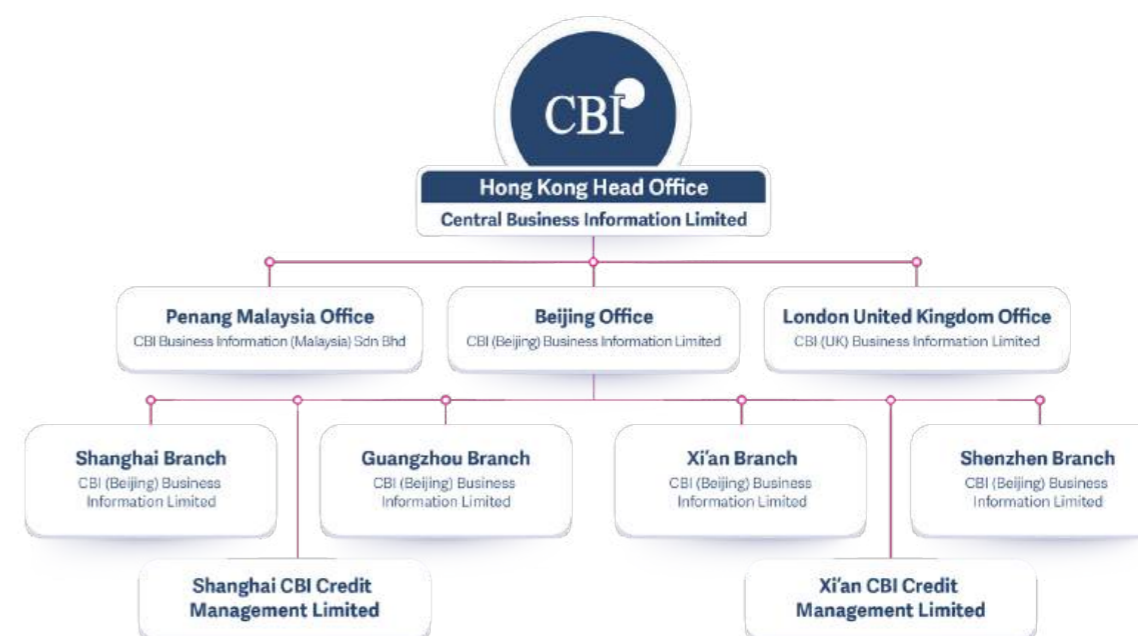 CBI
Hong Kong Head Office
Central Business Information Limited
Penang Malaysia Office
CBI Business Information (Malaysia) Sdn Bhd
Beijing Office
CBI (Beijing) Business Information Limited
London United Kingdom Office
CBI (UK) Business Information Limited
Shanghai Branch
CBI (Beijing) Business
Information Limited
Guangzhou Branch
CBI (Beijing) Business
Information Limited
Xi'an Branch
CBI (Beijing) Business
Information Limited
Shenzhen Branch
CBI (Beijing) Business
Information Limited
Shanghai CBI Credit
Management Limited
Xi'an CBI Credit
Management Limited